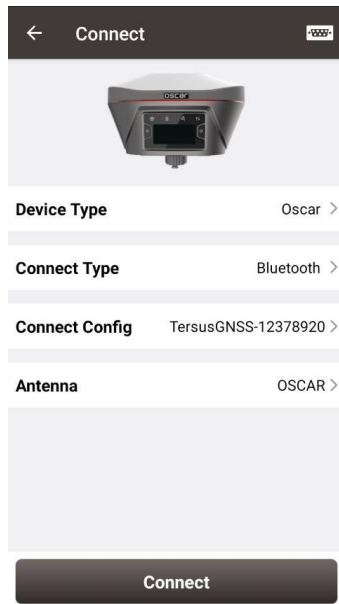 Connect
OSCAR
Device Type Oscar
Connect Type Bluetooth
Connect Config TersusGNSS-12378920
Antenna OSCAR
Connect